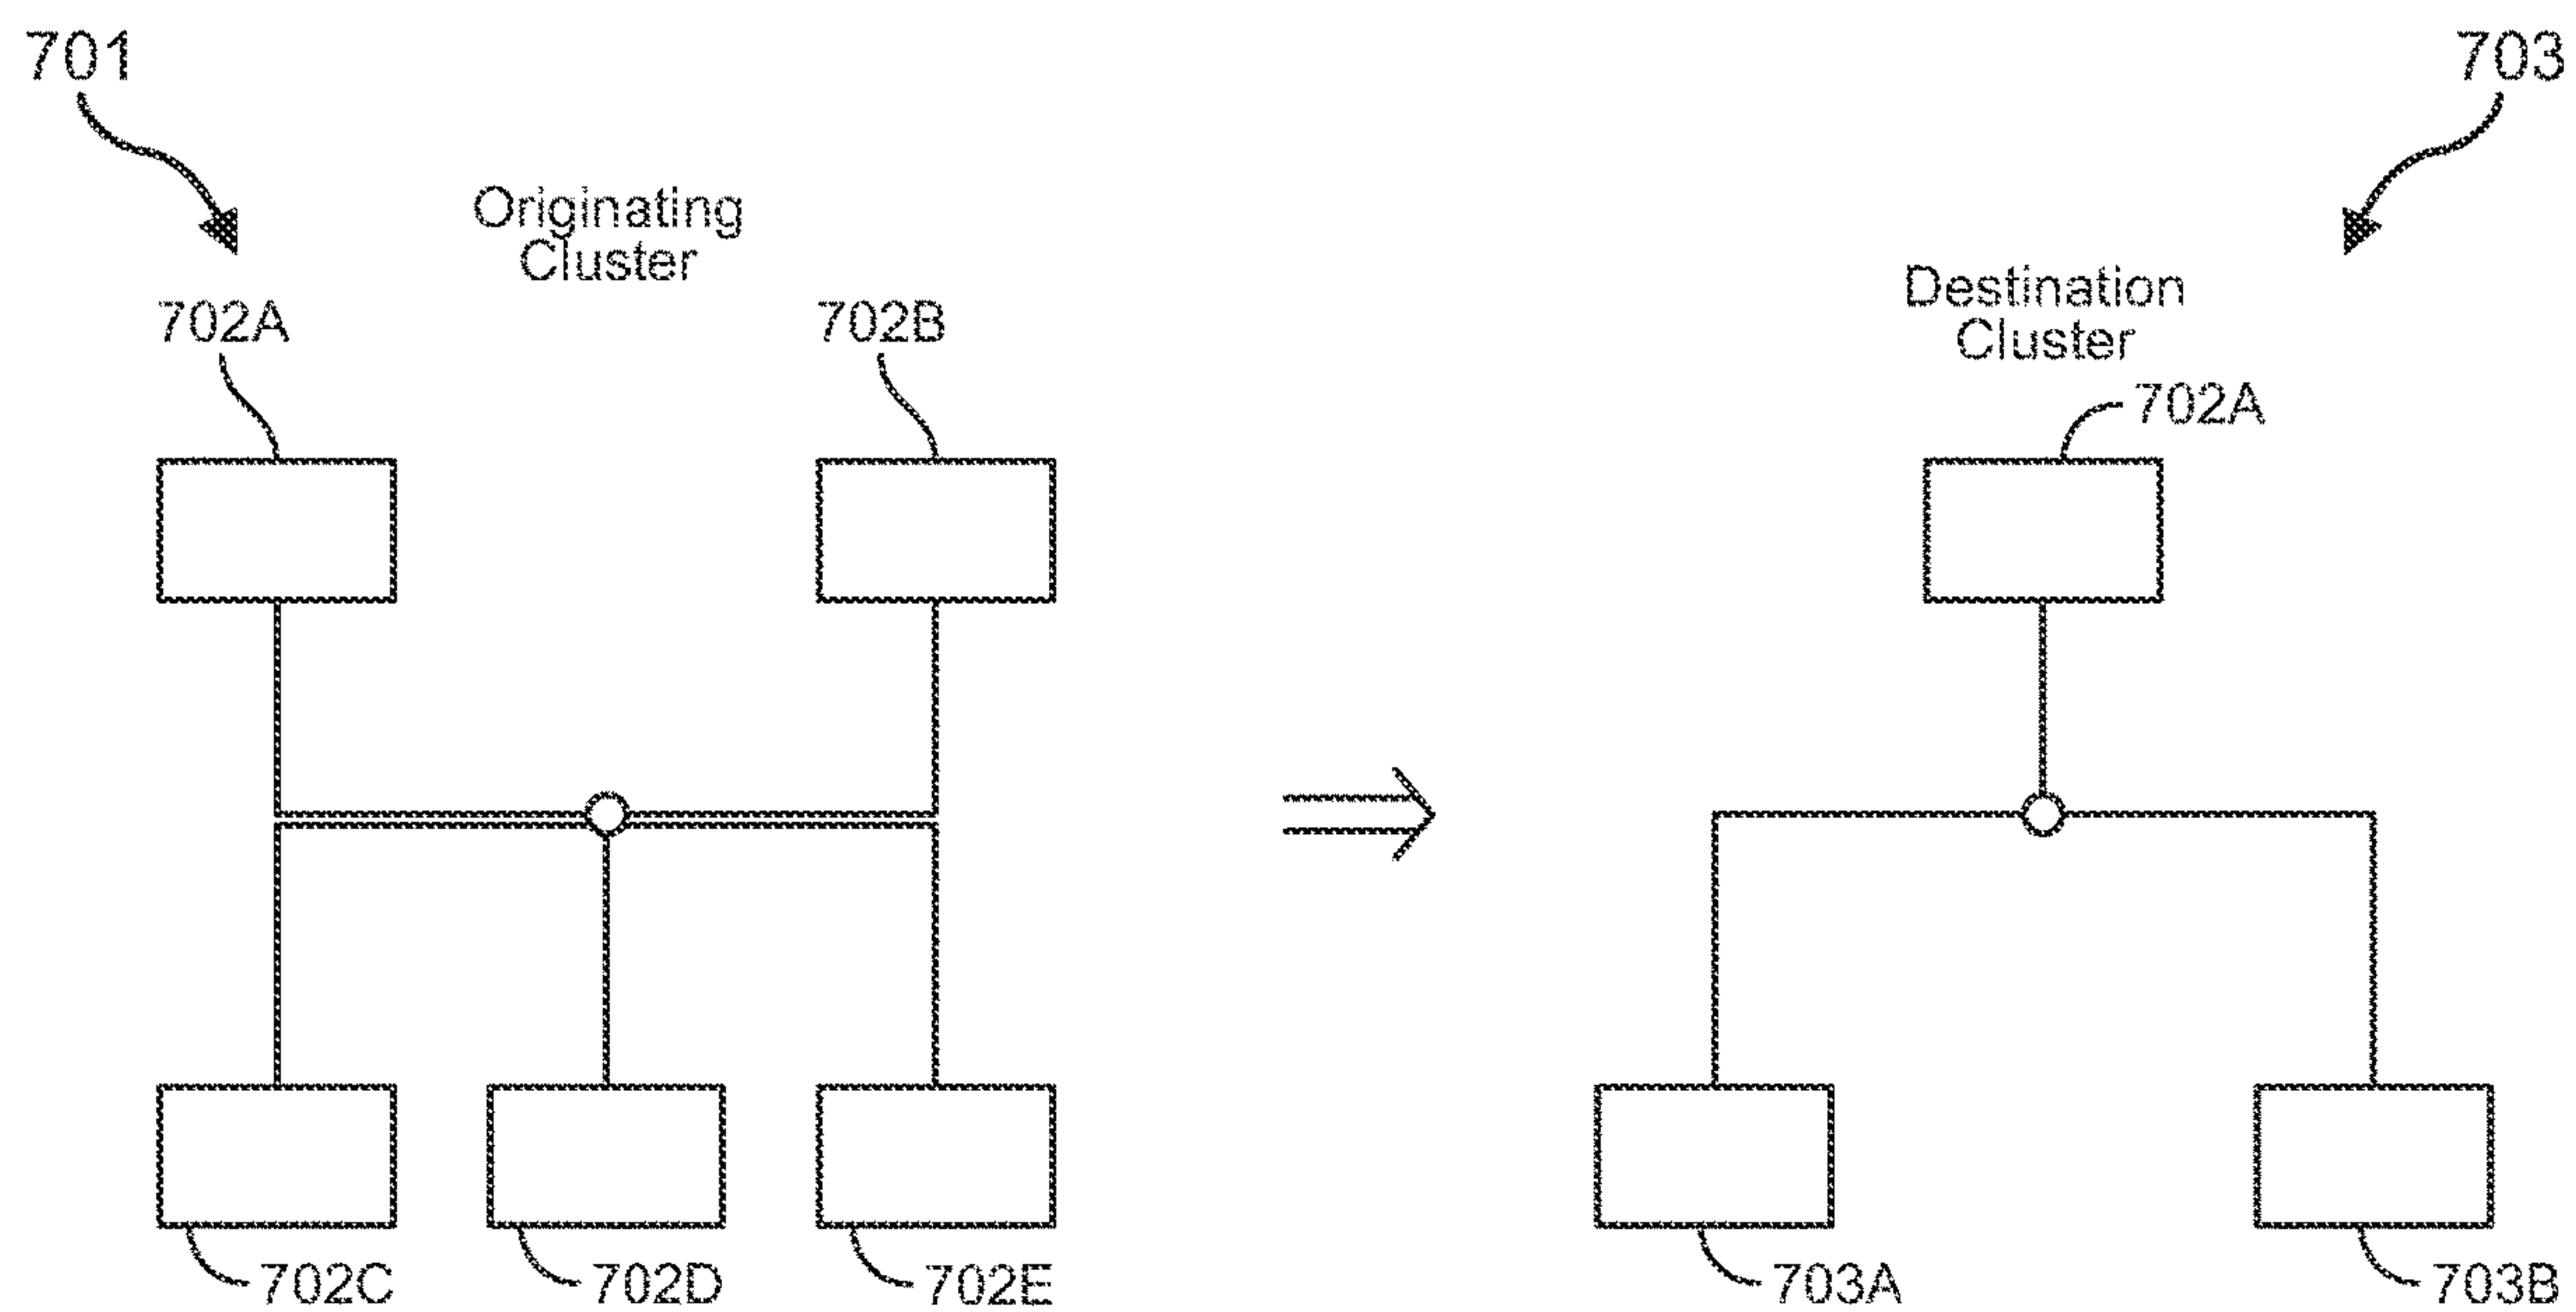 701
703
Originating
Cluster
702A
702B
Destination
Cluster
702A
702C
702D
702E
703A
703B